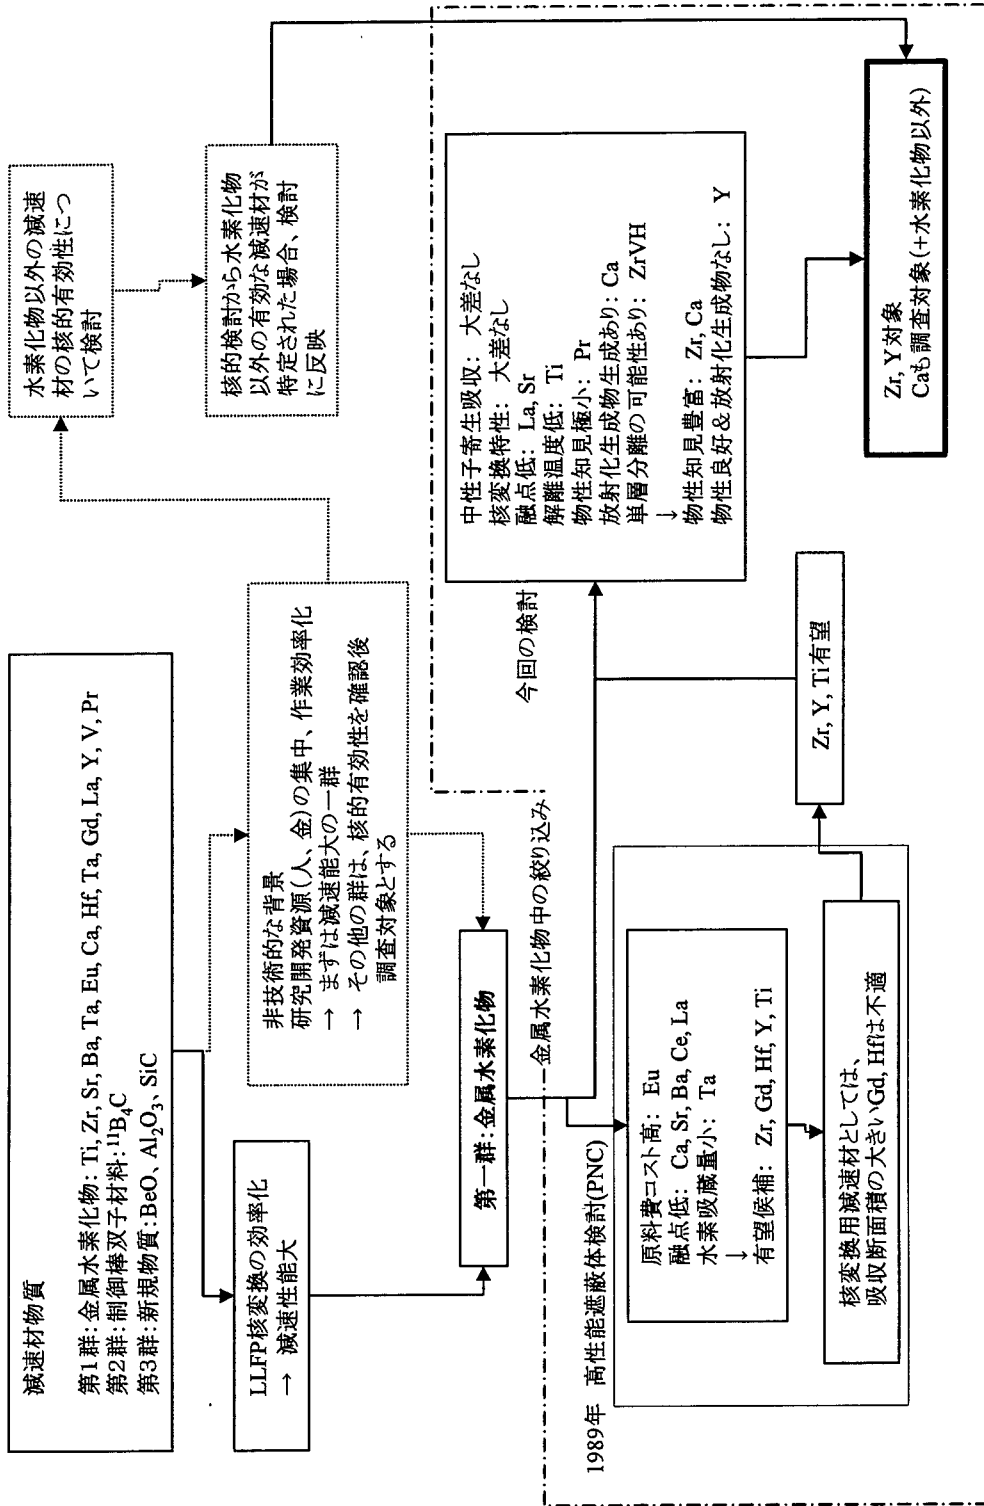 減速材物質
第1群:金属水素化物: Ti, Zr, Sr, Ba, Ta, Eu, Ca, Hf, Ta, Gd, La, Y, V, Pr
第2群:制御棒双子材料:¹¹B₄C
第3群:新規物質:BeO、Al₂O₃、SiC
LLFP核変換の効率化
→ 減速性能大
非技術的な背景
研究開発資源(人、金)の集中、作業効率化
→ まずは減速能大の一群
→ その他の群は、核的有効性を確認後
調査対象とする
水素化物以外の減速
材の核的有効性につ
いて検討
核的検討から水素化物
以外の有効な減速材が
特定された場合、検討
に反映
第一群:金属水素化物
金属水素化物中の絞り込み
1989年 高性能遮蔽体検討(PNC)
原料費コスト高: Eu
融点低: Ca, Sr, Ba, Ce, La
水素吸蔵量小: Ta
↓
有望候補: Zr, Gd, Hf, Y, Ti
核変換用減速材としては、
吸収断面積の大きいGd, Hfは不適
Zr, Y, Ti有望
今回の検討
中性子寄生吸収: 大差なし
核変換特性: 大差なし
融点低: La, Sr
解離温度低: Ti
物性知見極小: Pr
放射化生成物生成あり: Ca
単層分離の可能性あり: ZrVH
↓
物性知見豊富: Zr, Ca
物性良好&放射化生成物なし: Y
Zr, Y対象
Caも調査対象(+水素化物以外)